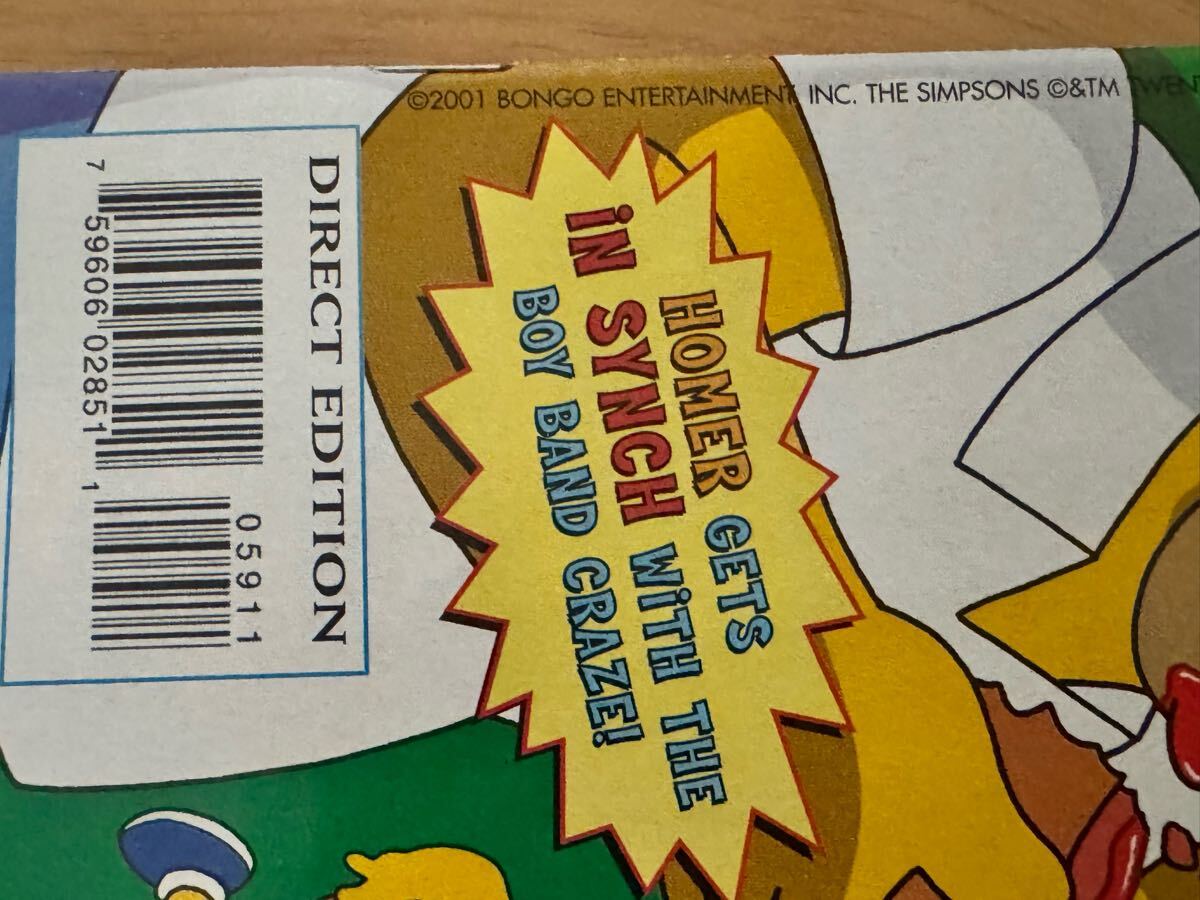 ©2001 BONGO ENTERTAINMENT, INC. THE SIMPSONS ©&TM TWEN
HOMER GETS
iN SYNCH WiTH THE
BOY BAND CRAZE!
DIRECT EDITION
05911
7 59606 02851 1